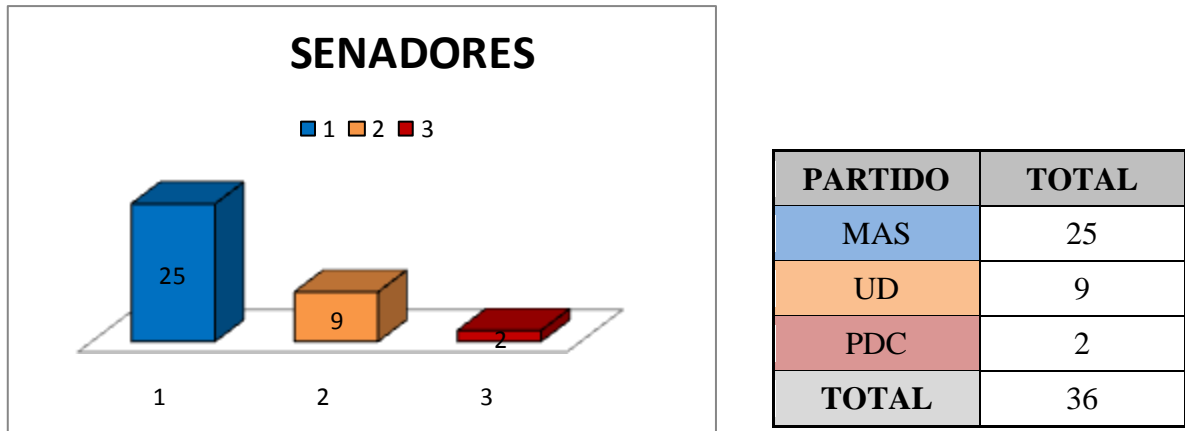 SENADORES
1 2 3
25
9
2
1 2 3
PARTIDO TOTAL
MAS 25
UD 9
PDC 2
TOTAL 36